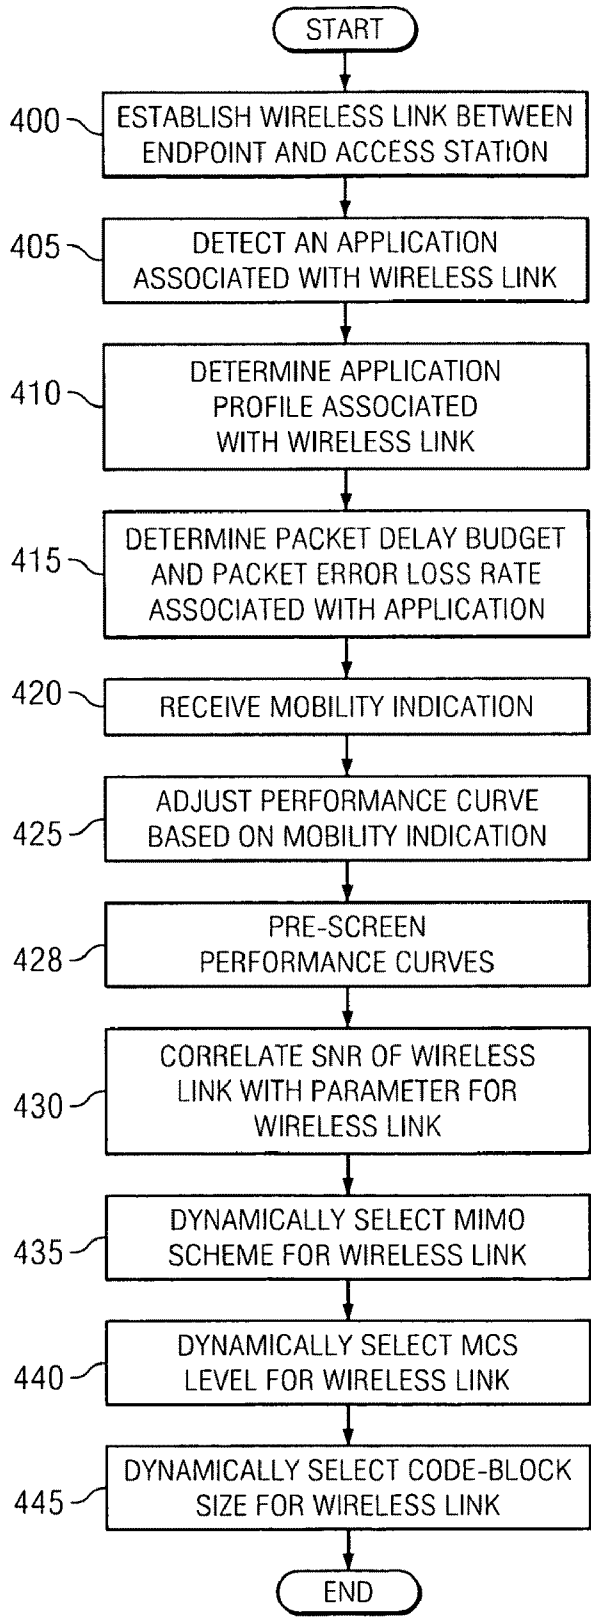 START
400
ESTABLISH WIRELESS LINK BETWEEN
ENDPOINT AND ACCESS STATION
405
DETECT AN APPLICATION
ASSOCIATED WITH WIRELESS LINK
410
DETERMINE APPLICATION
PROFILE ASSOCIATED
WITH WIRELESS LINK
415
DETERMINE PACKET DELAY BUDGET
AND PACKET ERROR LOSS RATE
ASSOCIATED WITH APPLICATION
420
RECEIVE MOBILITY INDICATION
425
ADJUST PERFORMANCE CURVE
BASED ON MOBILITY INDICATION
428
PRE-SCREEN
PERFORMANCE CURVES
430
CORRELATE SNR OF WIRELESS
LINK WITH PARAMETER FOR
WIRELESS LINK
435
DYNAMICALLY SELECT MIMO
SCHEME FOR WIRELESS LINK
440
DYNAMICALLY SELECT MCS
LEVEL FOR WIRELESS LINK
445
DYNAMICALLY SELECT CODE-BLOCK
SIZE FOR WIRELESS LINK
END